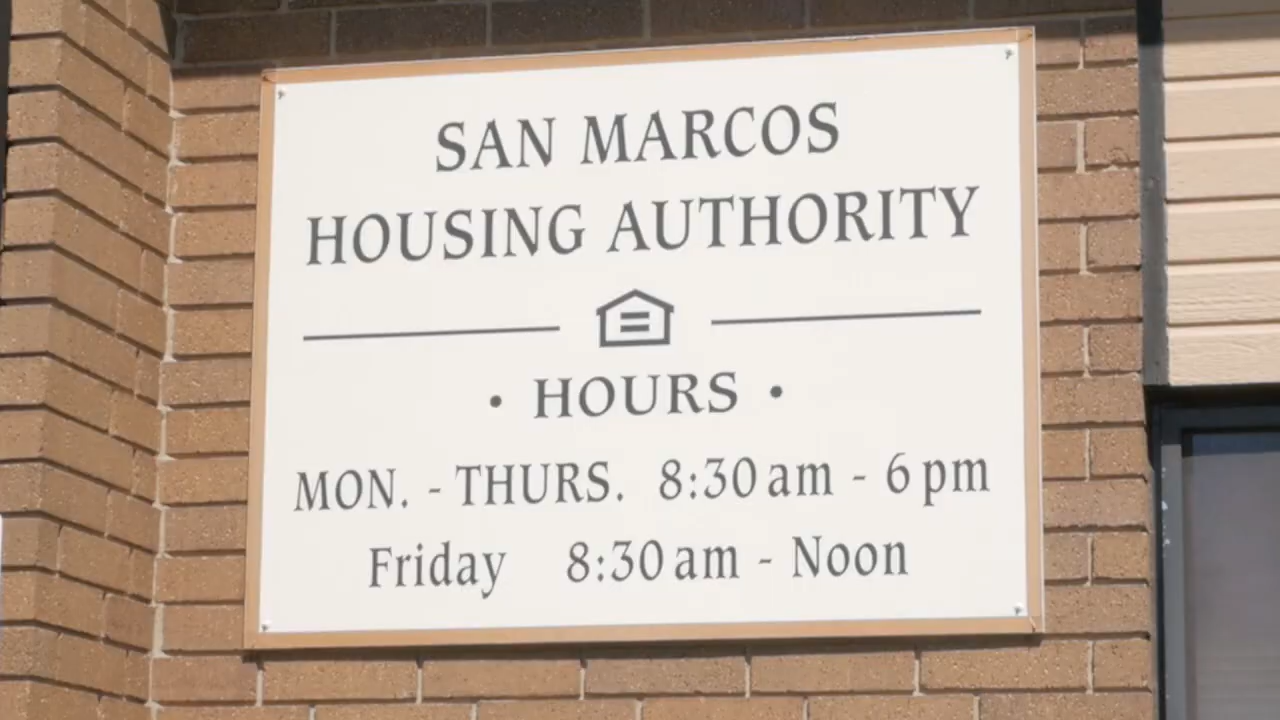 SAN MARCOS
HOUSING AUTHORITY
• HOURS •
MON. - THURS. 8:30 am - 6 pm
Friday 8:30 am - Noon